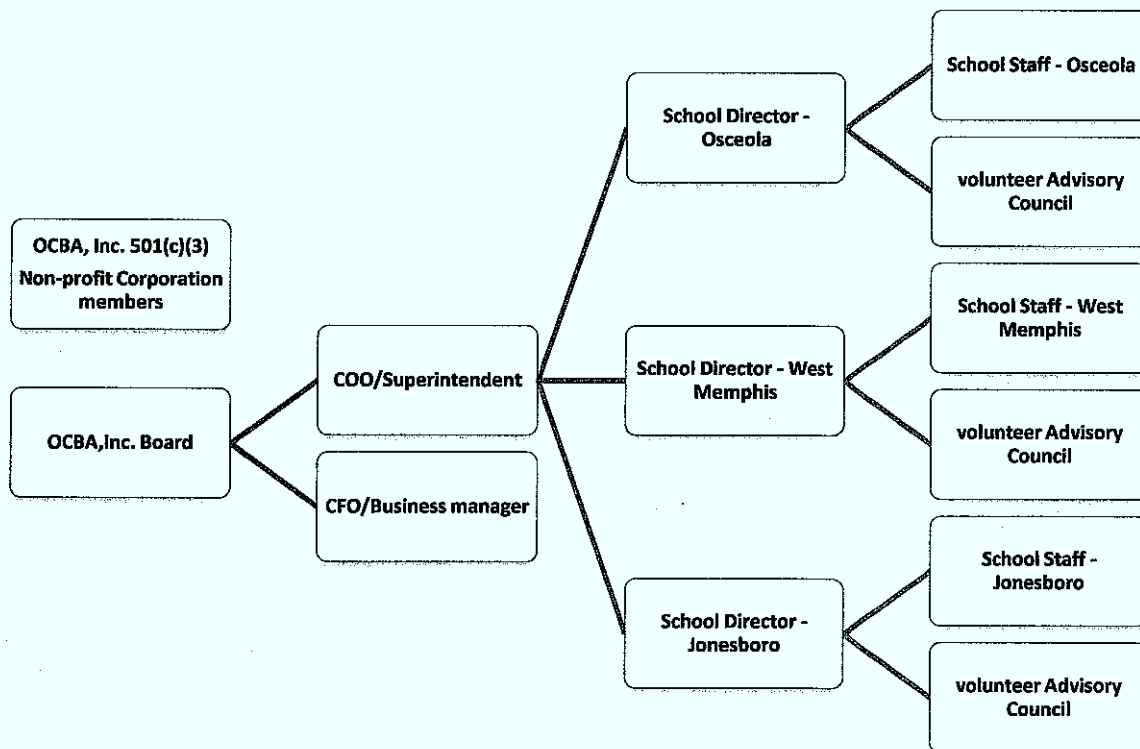 OCBA, Inc. 501(c)(3)
Non-profit Corporation
members
OCBA,Inc. Board
COO/Superintendent
CFO/Business manager
School Director -
Osceola
School Director - West
Memphis
School Director -
Jonesboro
School Staff - Osceola
volunteer Advisory
Council
School Staff - West
Memphis
volunteer Advisory
Council
School Staff -
Jonesboro
volunteer Advisory
Council